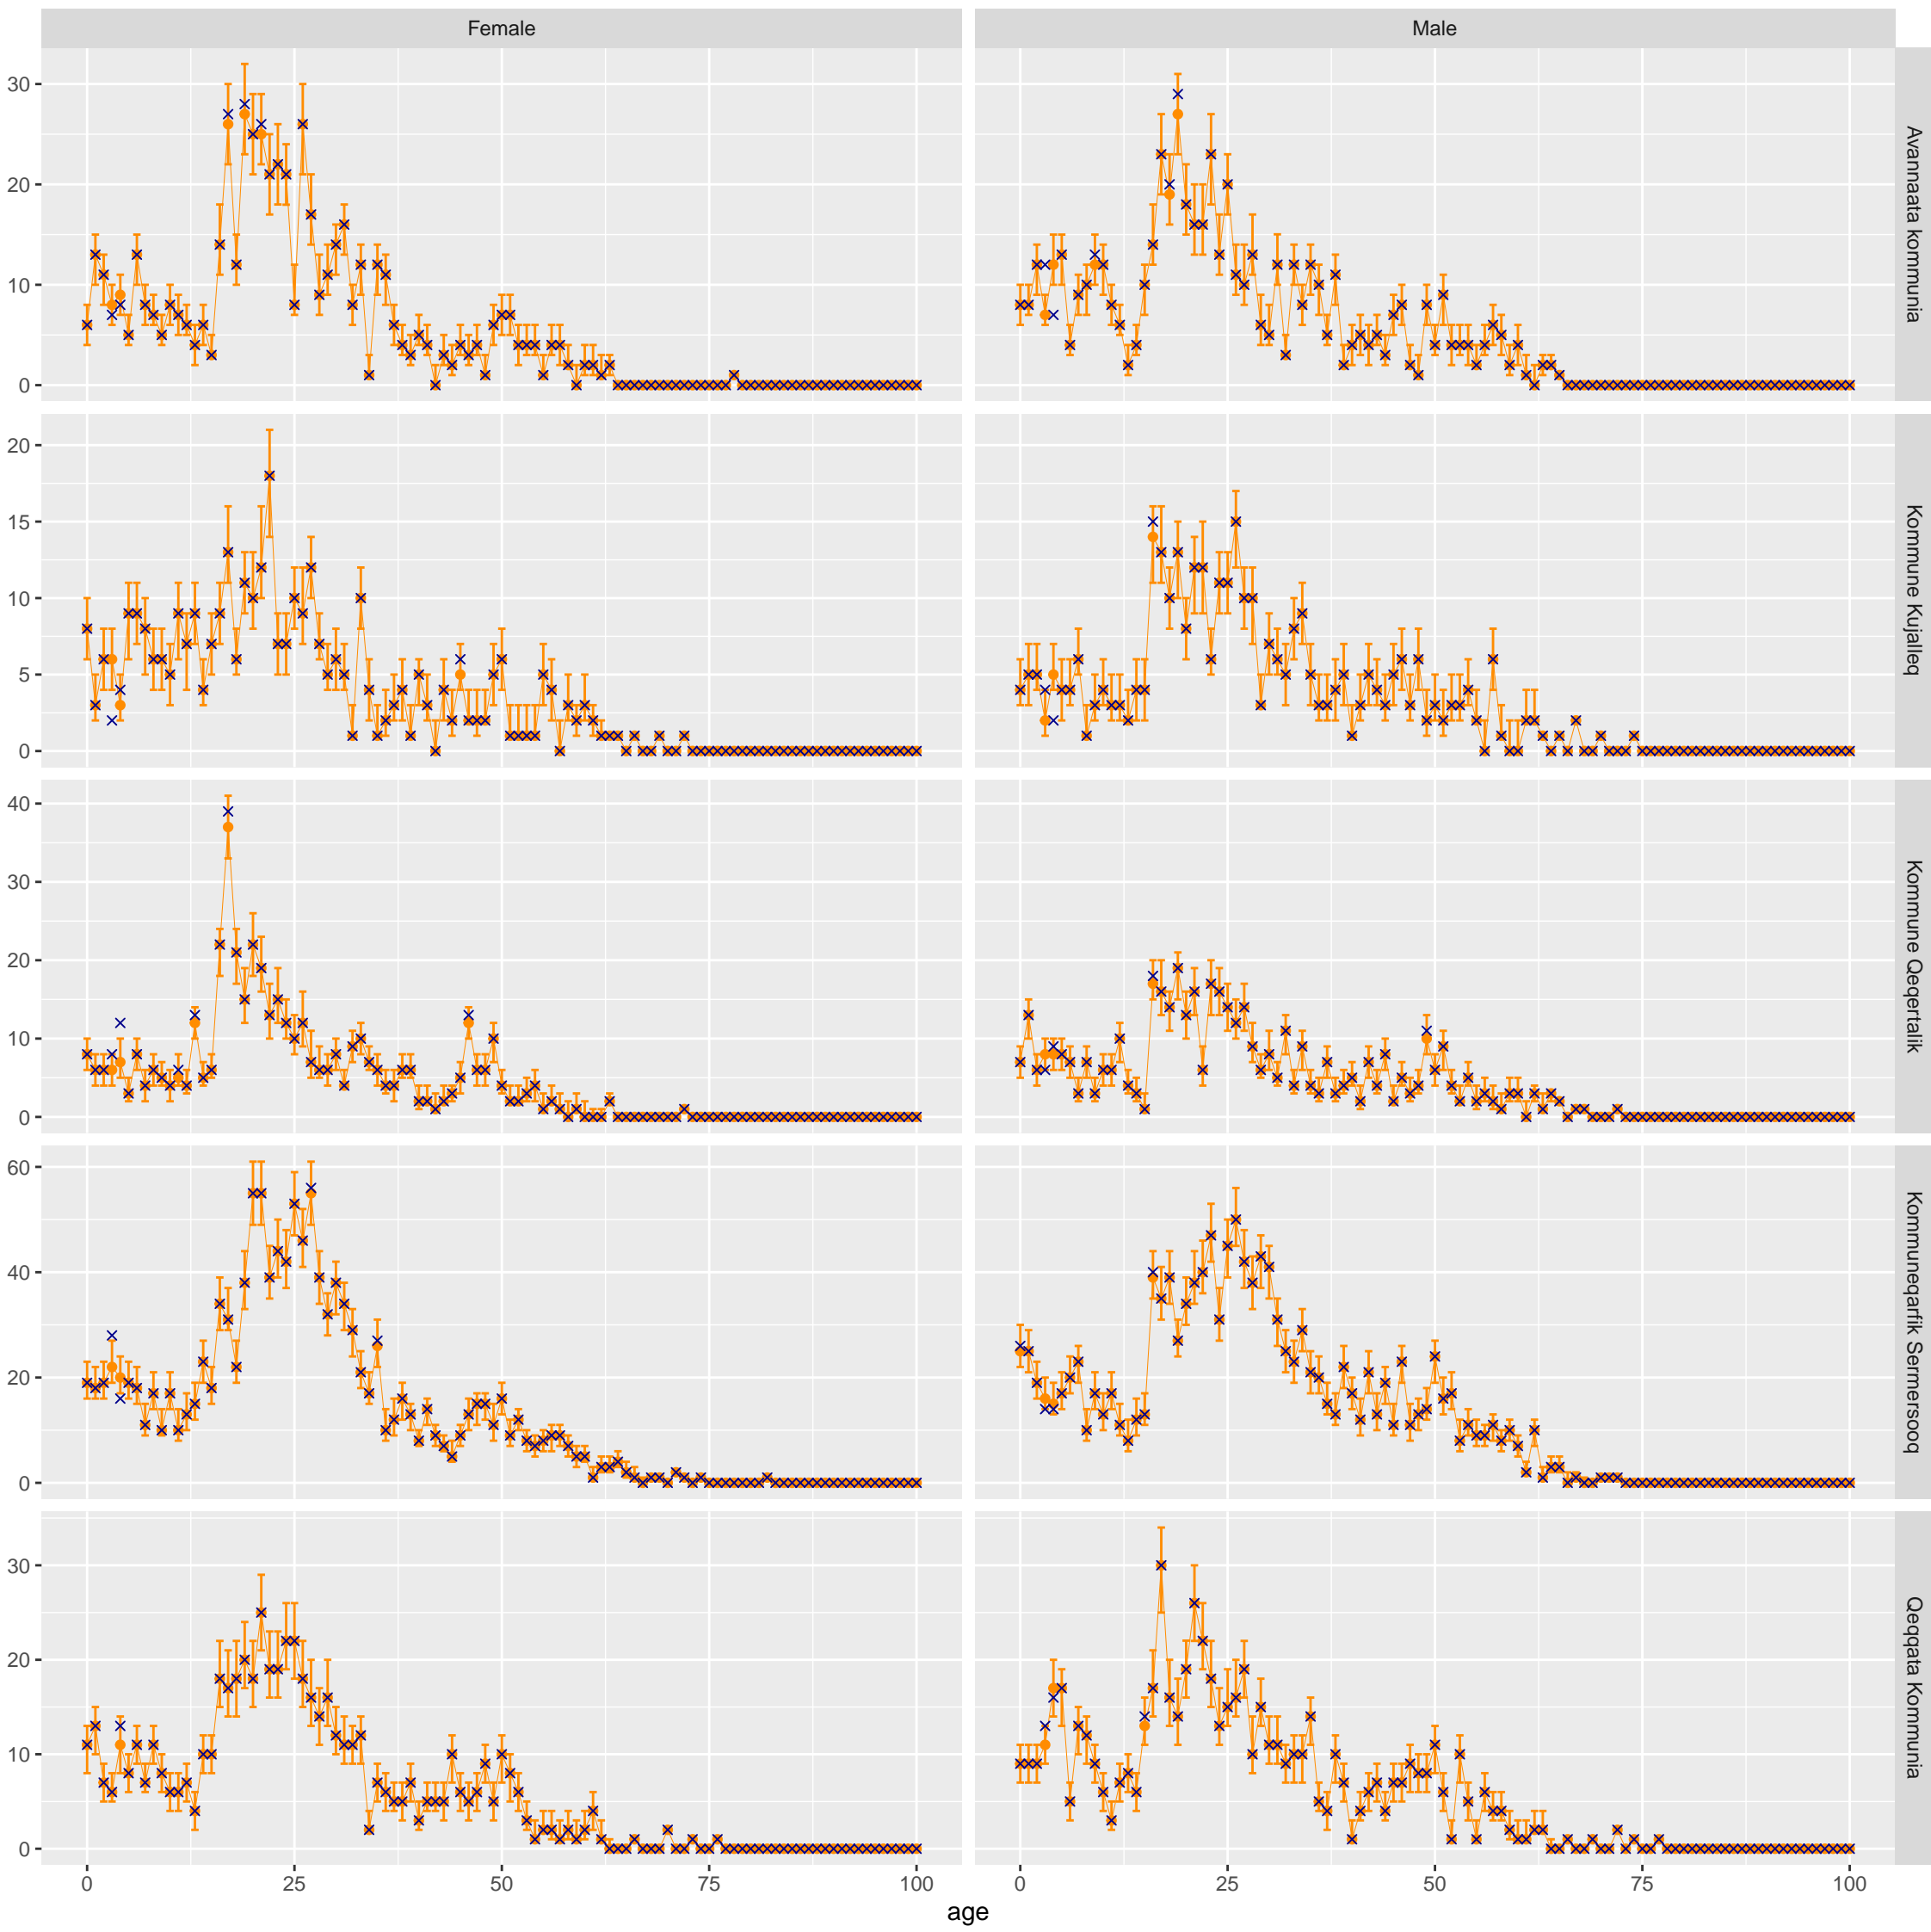 Female
Male
30
20
10
0
Avannaata kommunia
20
15
10
5
0
Kommune Kujalleq
40
30
20
10
0
Kommune Qeqertalik
60
40
20
0
Kommuneqarfik Sermersooq
30
20
10
0
Qeqqata Kommunia
0 25 50 75 100
0 25 50 75 100
age